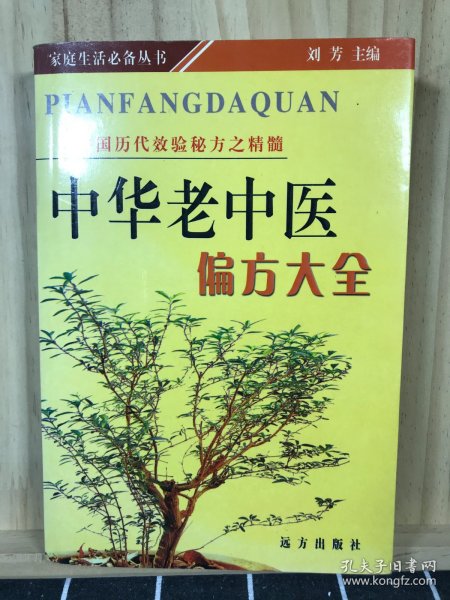 家庭生活必备丛书
刘芳 主编
PIANFANGDAQUAN
国历代效验秘方之精髓
中华老中医
偏方大全
远方出版社
孔夫子旧书网
www.kongfz.com